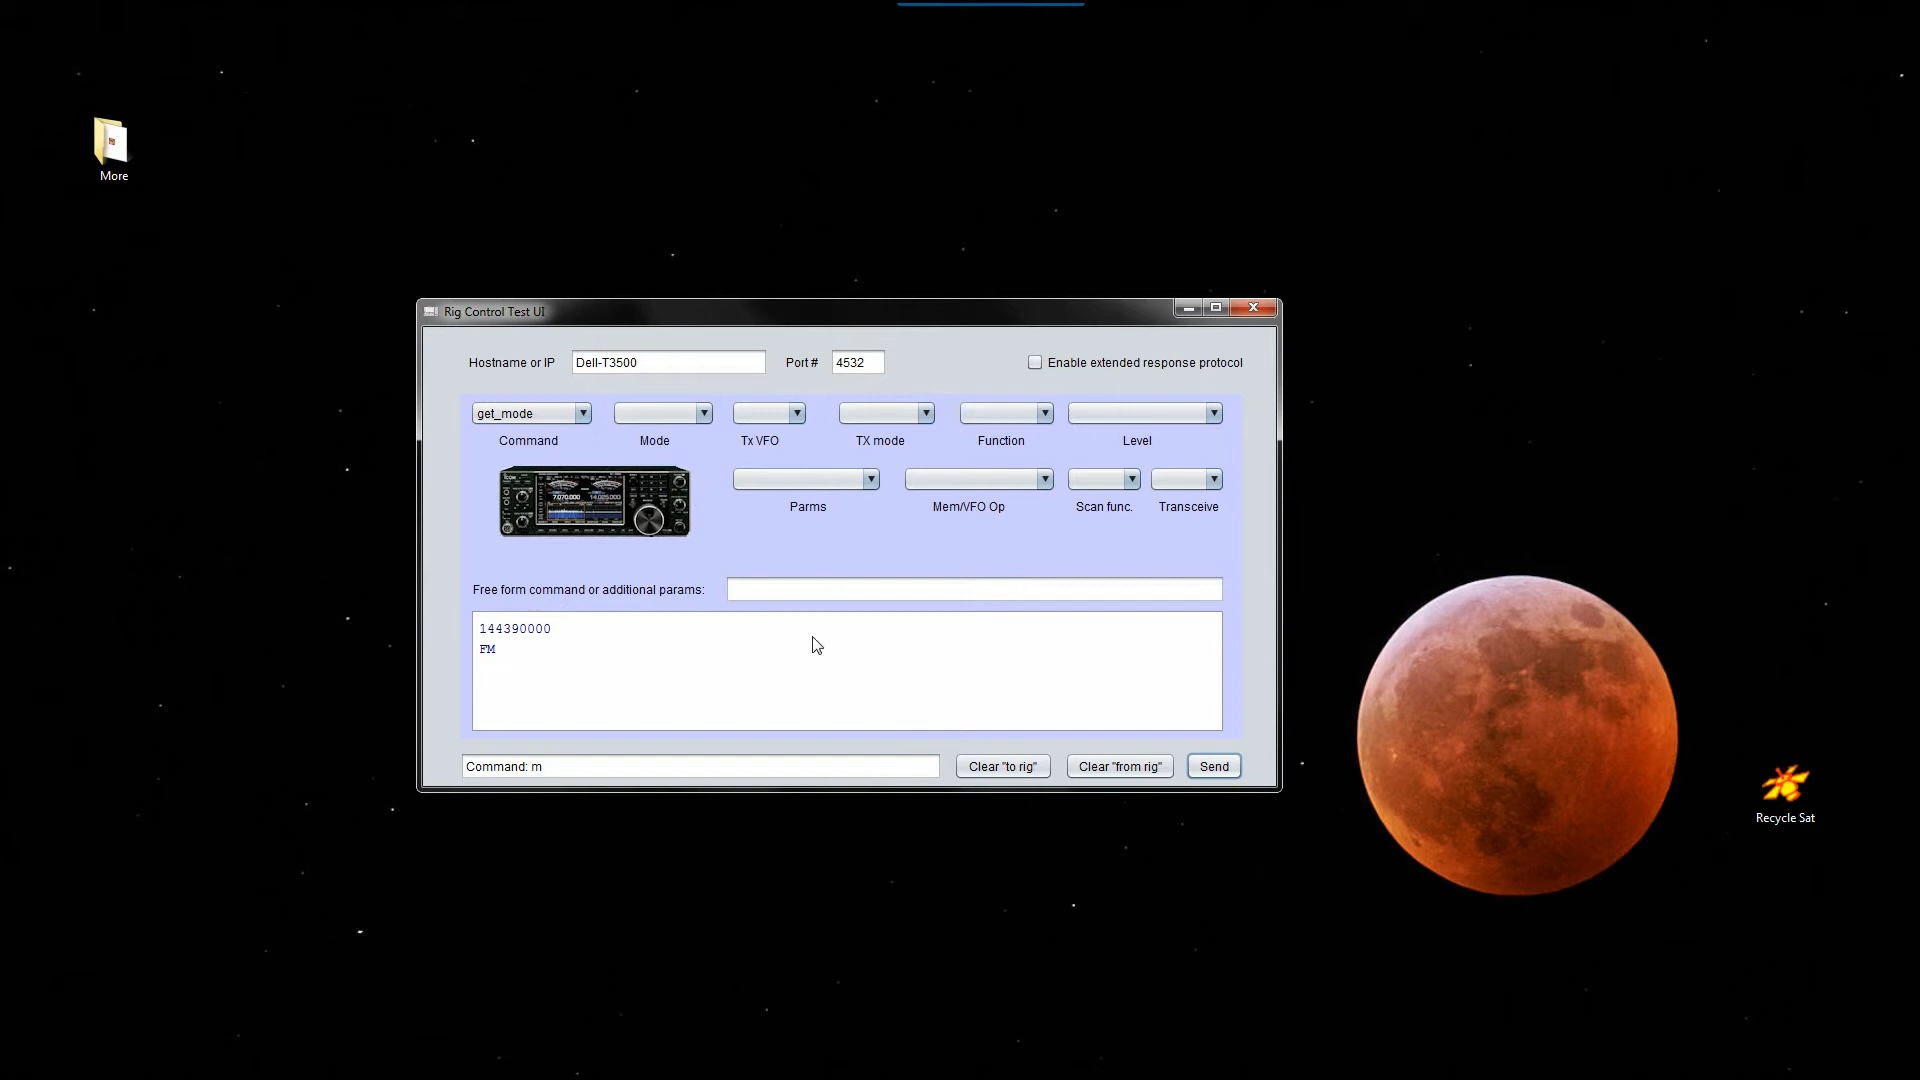 More
Rig Control Test UI
Hostname or IP Dell-T3500 Port # 4532 Enable extended response protocol
get_mode
Command Mode Tx VFO TX mode Function Level
Parms Mem/VFO Op Scan func. Transceive
Free form command or additional params:
144390000
FM
Command: m Clear "to rig" Clear "from rig" Send
Recycle Sat